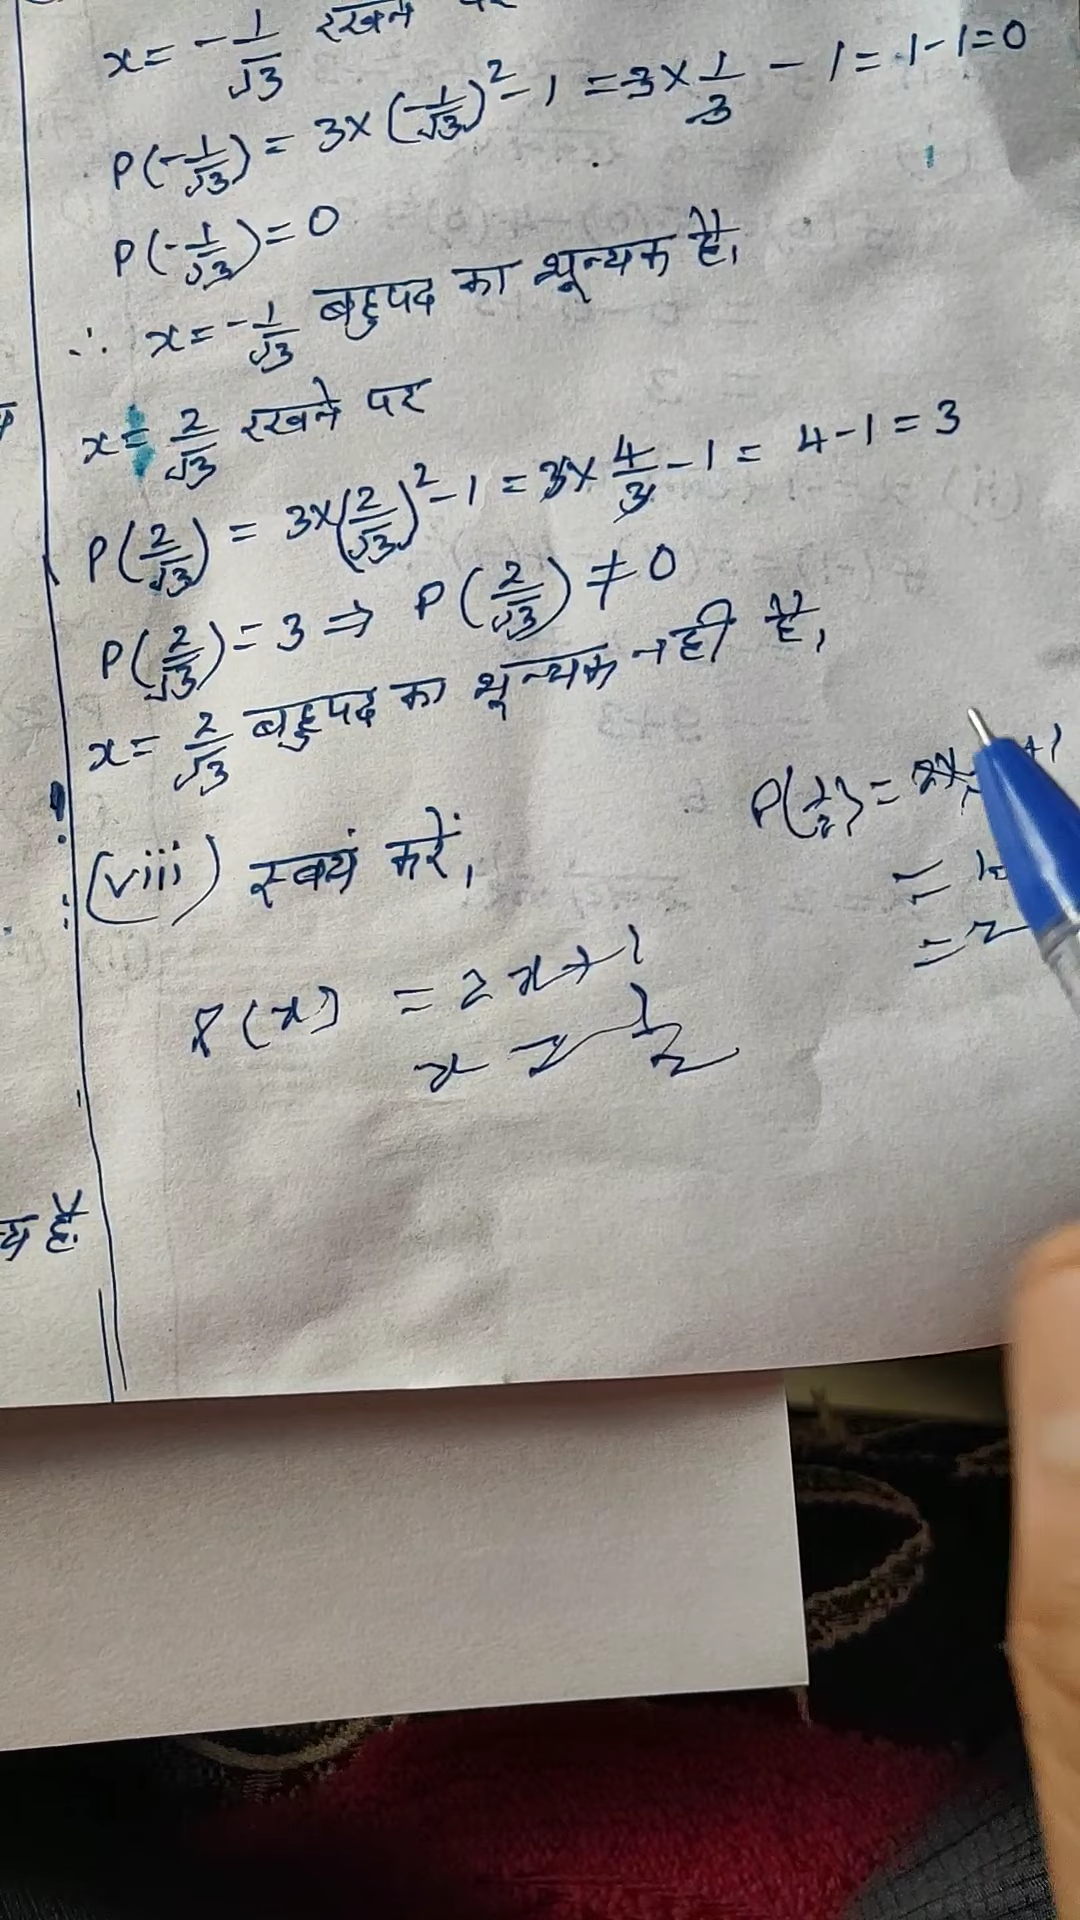 x = -1/√3 रखने पर
P(-1/√3) = 3×(-1/√3)² - 1 = 3×1/3 - 1 = 1-1=0
P(-1/√3) = 0
∴ x = -1/√3 बहुपद का शून्यक है,
x = 2/√3 रखने पर
P(2/√3) = 3×(2/√3)² - 1 = 3×4/3 - 1 = 4-1 = 3
P(2/√3) = 3 ⇒ P(2/√3) ≠ 0
x = 2/√3 बहुपद का शून्यक नही है,
(viii) स्वयं करें,
P(x) = 2x+1
x = 1/2
P(1/2) =
=
= 2
य है